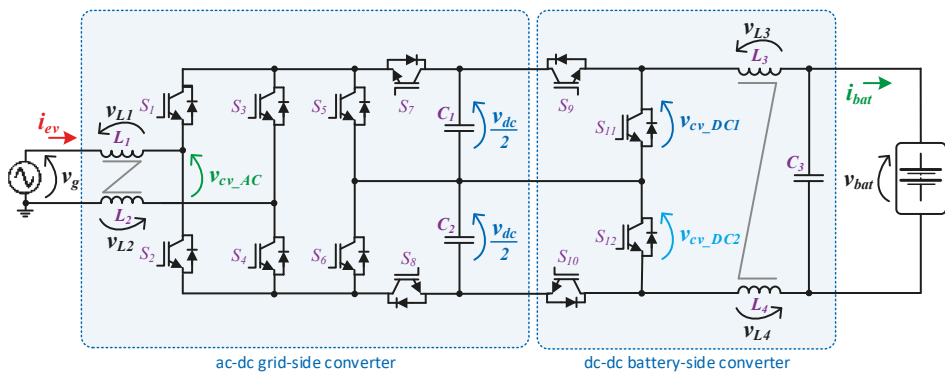 v_L3
L_3
S_7
S_9
S_1
S_3
S_5
C_1
v_dc/2
S_11
v_cv_DC1
i_bat
i_ev
v_L1
L_1
v_g
v_cv_AC
C_3
v_bat
L_2
v_L2
C_2
v_dc/2
S_12
v_cv_DC2
S_2
S_4
S_6
S_8
S_10
L_4
v_L4
ac-dc grid-side converter
dc-dc battery-side converter